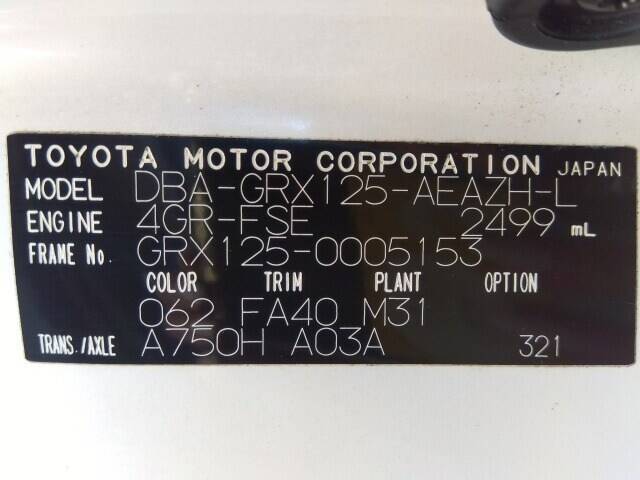 TOYOTA MOTOR CORPORATION JAPAN
MODEL DBA-GRX125-AEAZH-L
ENGINE 4GR-FSE 2499 mL
FRAME No. GRX125-0005153
COLOR TRIM PLANT OPTION
062 FA40 M31
TRANS./AXLE A750H A03A 321